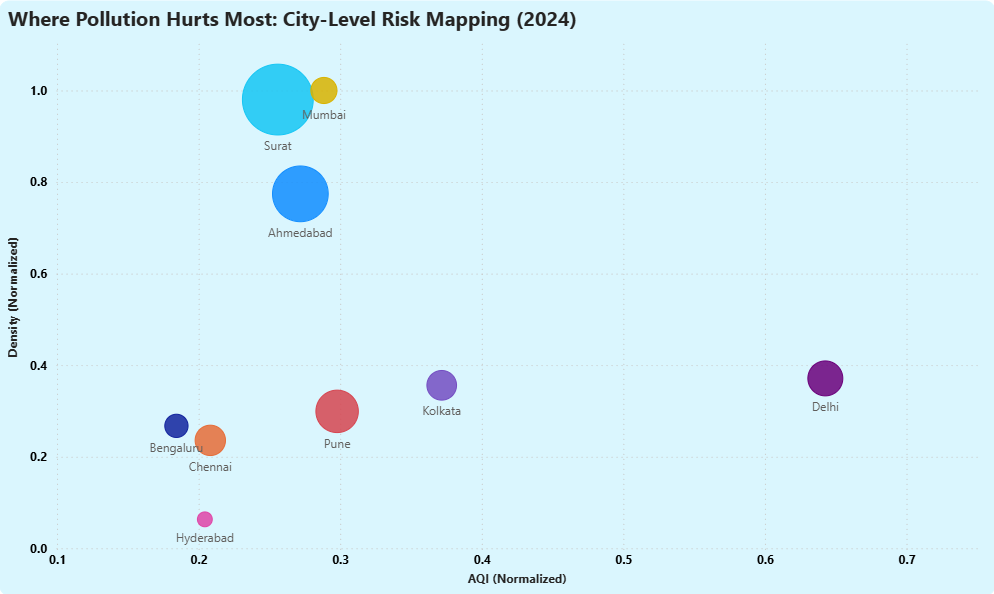 Where Pollution Hurts Most: City-Level Risk Mapping (2024)
1.0
Mumbai
Surat
0.8
Ahmedabad
0.6
Density (Normalized)
0.4
Delhi
Kolkata
Pune
Bengaluru
0.2
Chennai
Hyderabad
0.0
0.1 0.2 0.3 0.4 0.5 0.6 0.7
AQI (Normalized)